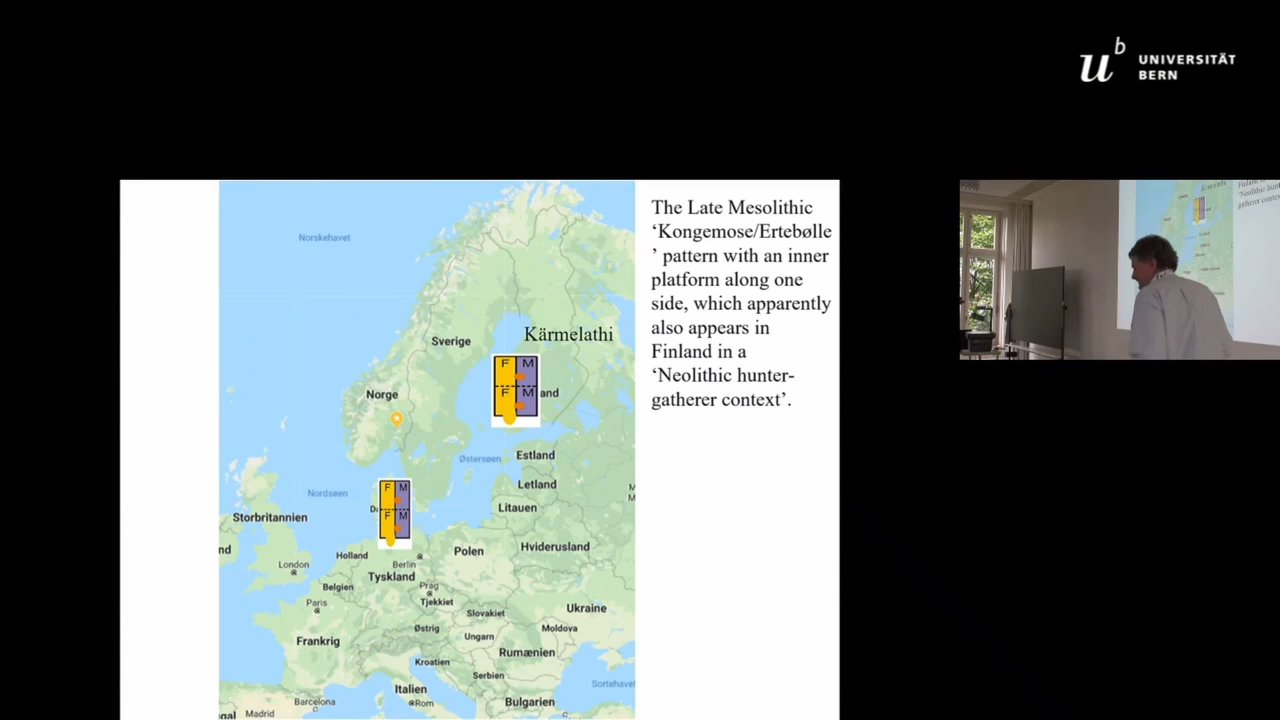 u
b
UNIVERSITÄT
BERN
The Late Mesolithic
‘Kongemose/Ertebølle
’ pattern with an inner
platform along one
side, which apparently
also appears in
Finland in a
‘Neolithic hunter-
gatherer context’.
Norskehavet
Kärmelathi
Sverige
F M
F M
and
Norge
Estland
Østersøen
Letland
Nordsøen
F M
Litauen
D
F M
Storbritannien
nd
Hviderusland
Polen
Holland
London
Berlin
Tyskland
Belgien
Prag
Paris
Tjekkiet
Ukraine
Slovakiet
Østrig
Moldova
Ungarn
Frankrig
Rumænien
Kroatien
Serbien
Sortehavet
Italien
Barcelona
Rom
Bulgarien
gal
Madrid